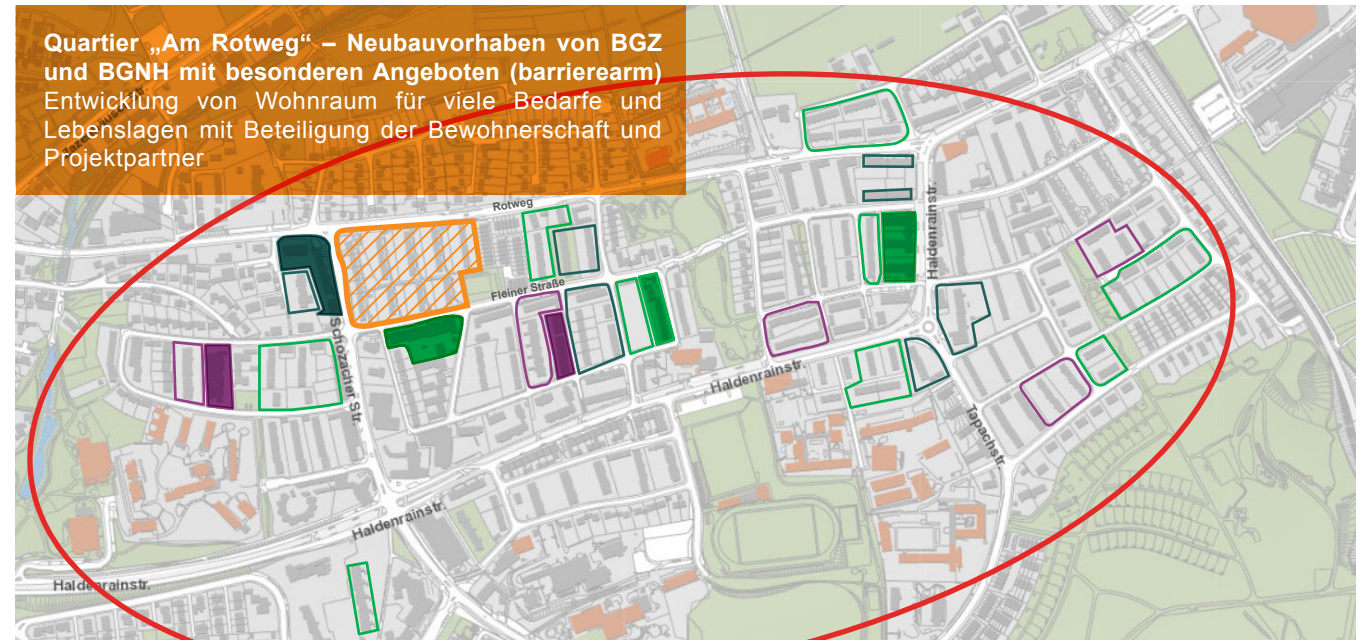 Quartier „Am Rotweg“ – Neubauvorhaben von BGZ
und BGNH mit besonderen Angeboten (barrierearm)
Entwicklung von Wohnraum für viele Bedarfe und
Lebenslagen mit Beteiligung der Bewohnerschaft und
Projektpartner
Rotweg
Haldenrainstr.
Fleiner Straße
Schozacher Str.
Haldenrainstr.
Tapachstr.
Haldenrainstr.
Haldenrainstr.